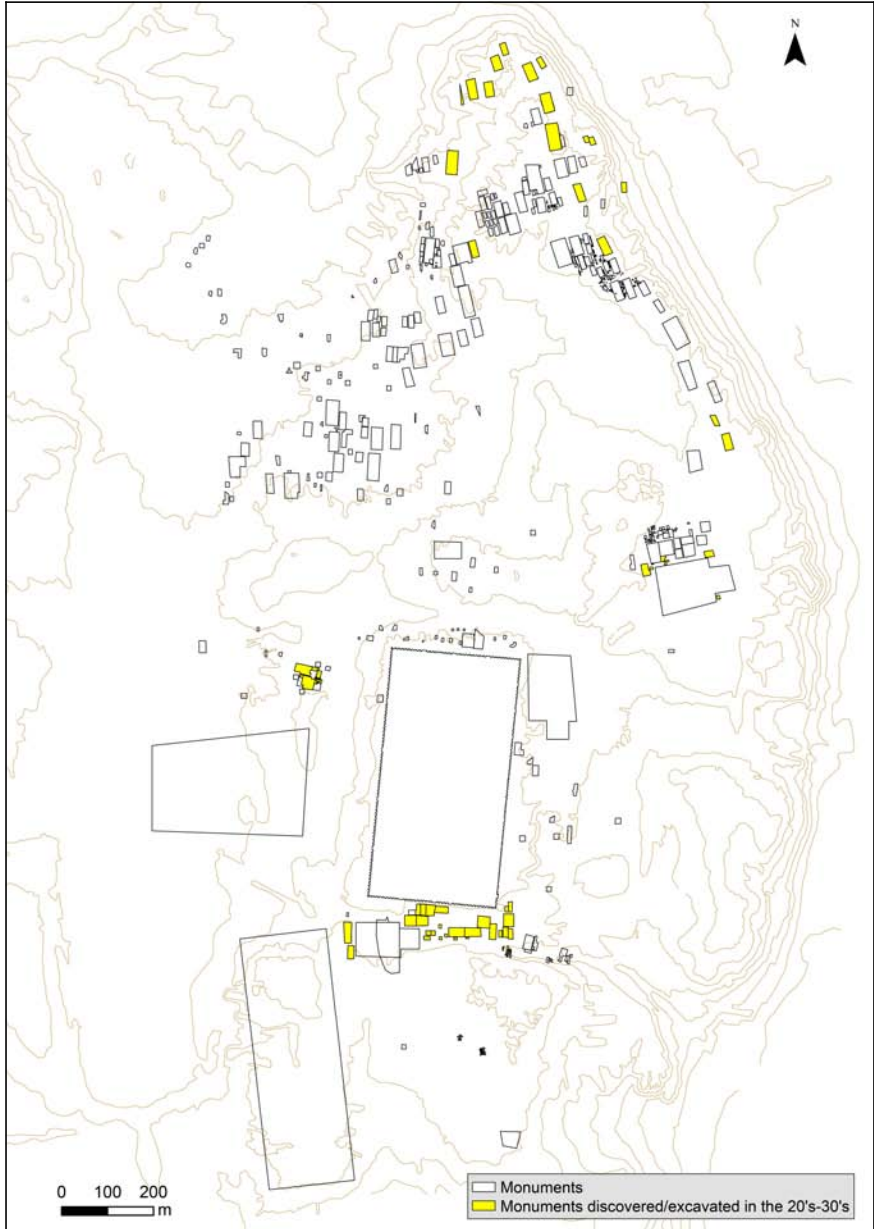 N
0 100 200
m
Monuments
Monuments discovered/excavated in the 20's-30's